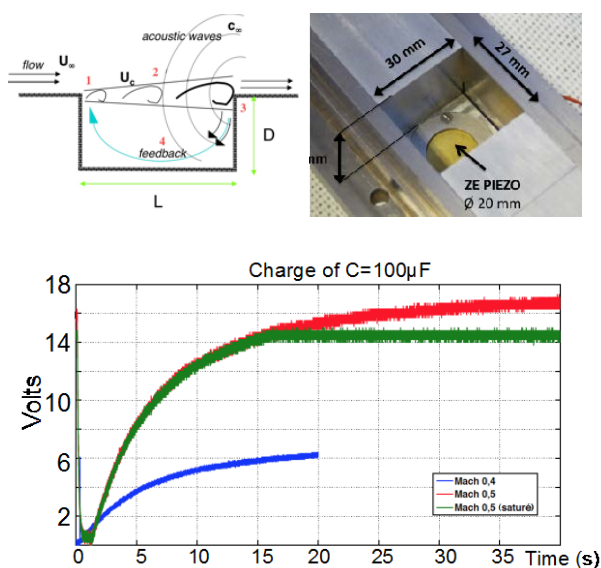 acoustic waves
c∞
flow
U∞
1
Uc
2
3
4
feedback
D
L
30 mm
27 mm
ZE PIEZO
Ø 20 mm
Charge of C=100µF
Volts
18
14
10
6
2
0
5
10
15
20
25
30
35
Time (s)
Mach 0,4
Mach 0,5
Mach 0,5 (saturé)